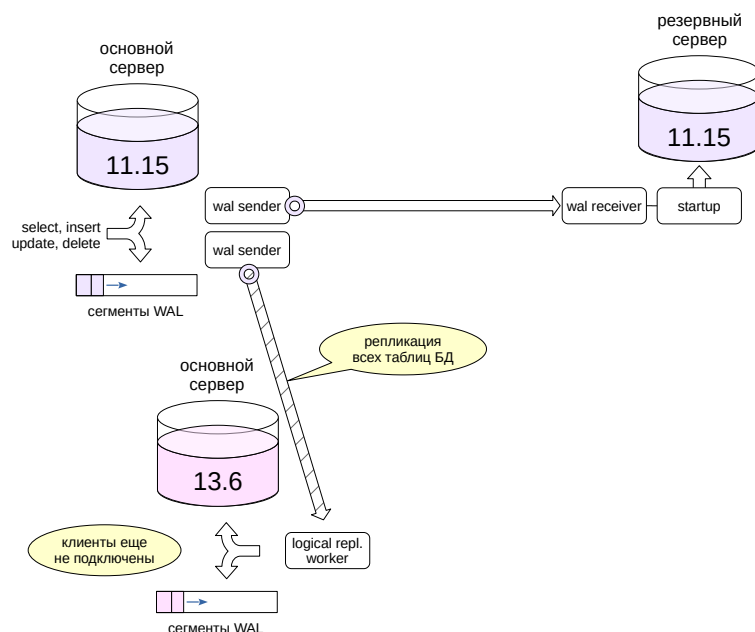 основной
сервер
11.15
резервный
сервер
11.15
wal sender
wal receiver
startup
select, insert
update, delete
wal sender
сегменты WAL
репликация
всех таблиц БД
основной
сервер
13.6
клиенты еще
не подключены
logical repl.
worker
сегменты WAL